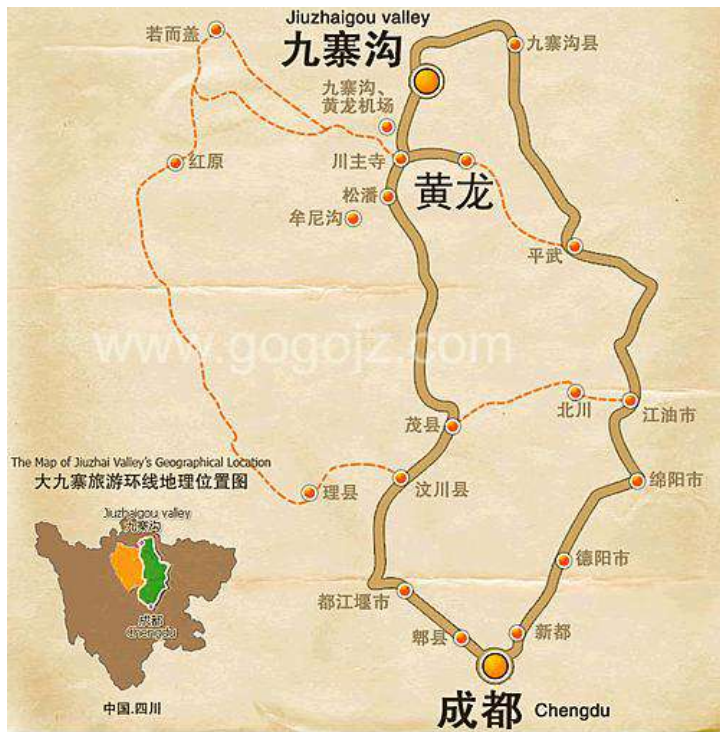 Jiuzhaigou valley
九寨沟
若而盖
九寨沟县
九寨沟、
黄龙机场
红原
川主寺
黄龙
松潘
牟尼沟
平武
www.gogojz.com
茂县
北川
江油市
The Map of Jiuzhai Valley's Geographical Location
大九寨旅游环线地理位置图
理县
汶川县
绵阳市
Jiuzhaigou valley
九寨沟
德阳市
成都
chengdu
都江堰市
郫县
新都
中国.四川
成都 Chengdu